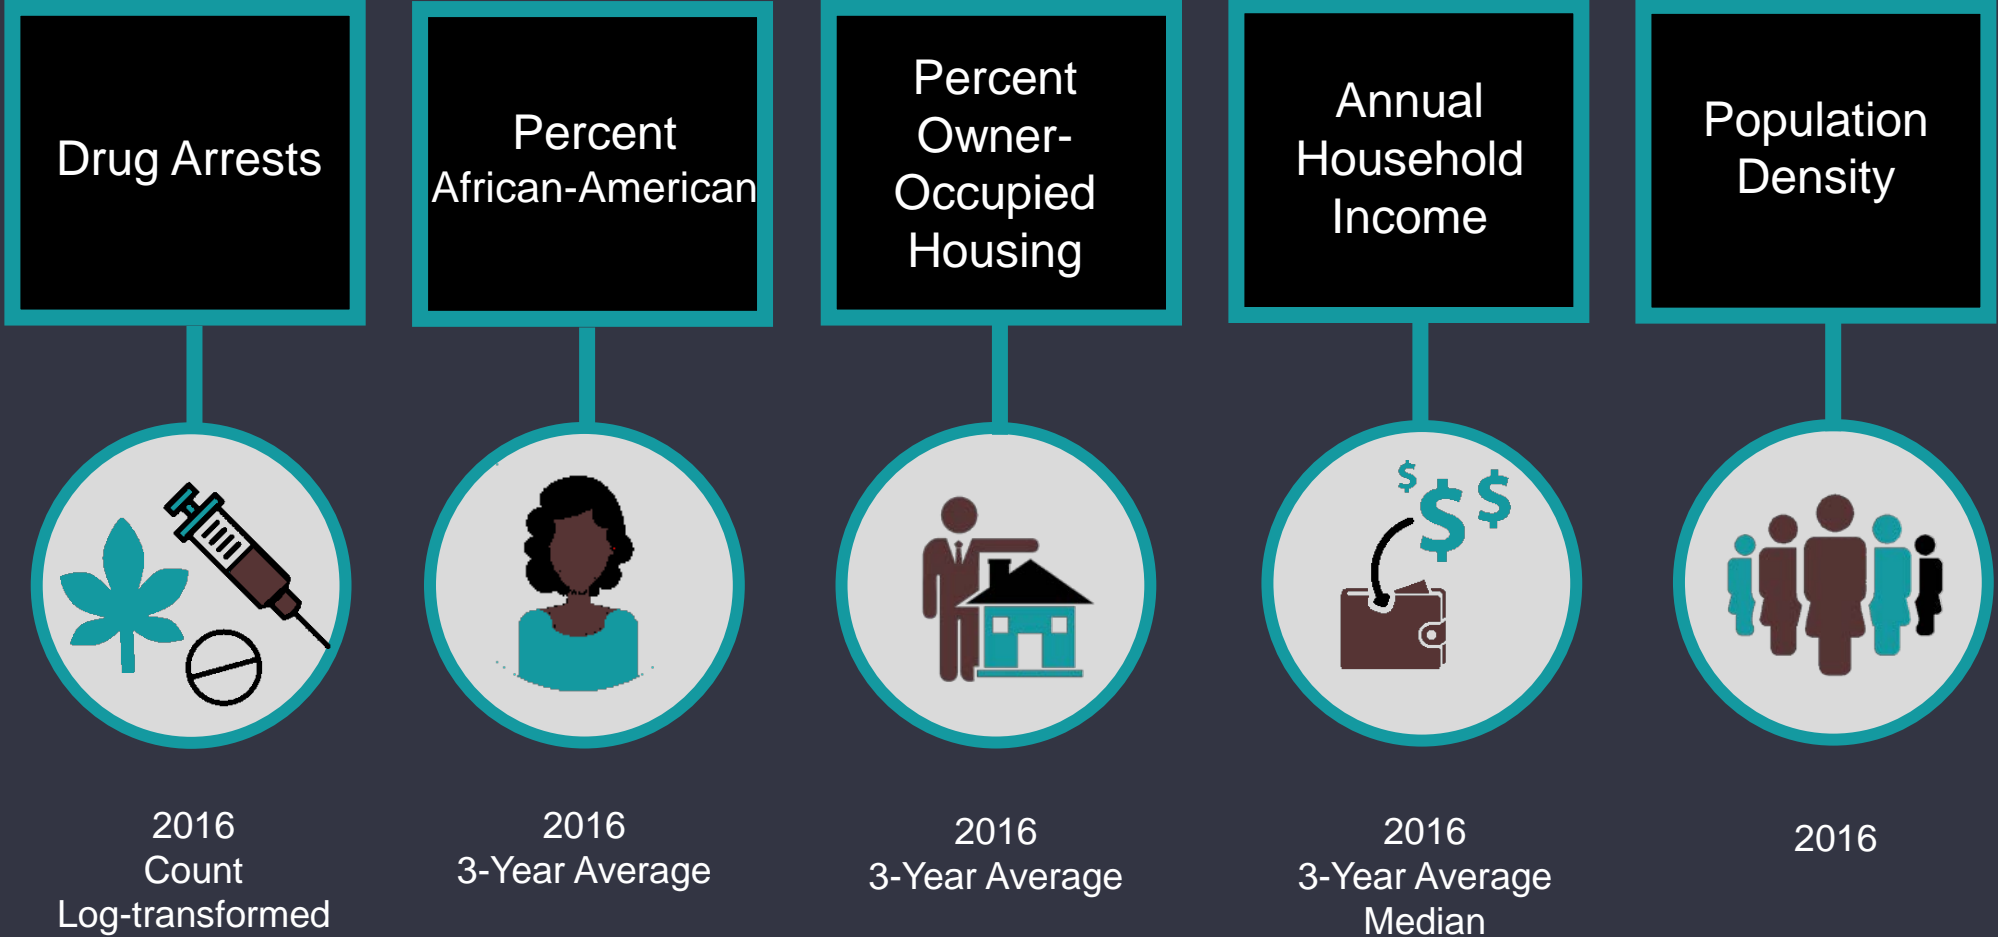 Drug Arrests
Percent
African-American
Percent
Owner-
Occupied
Housing
Annual
Household
Income
Population
Density
$ $ $
2016
Count
Log-transformed
2016
3-Year Average
2016
3-Year Average
2016
3-Year Average
Median
2016